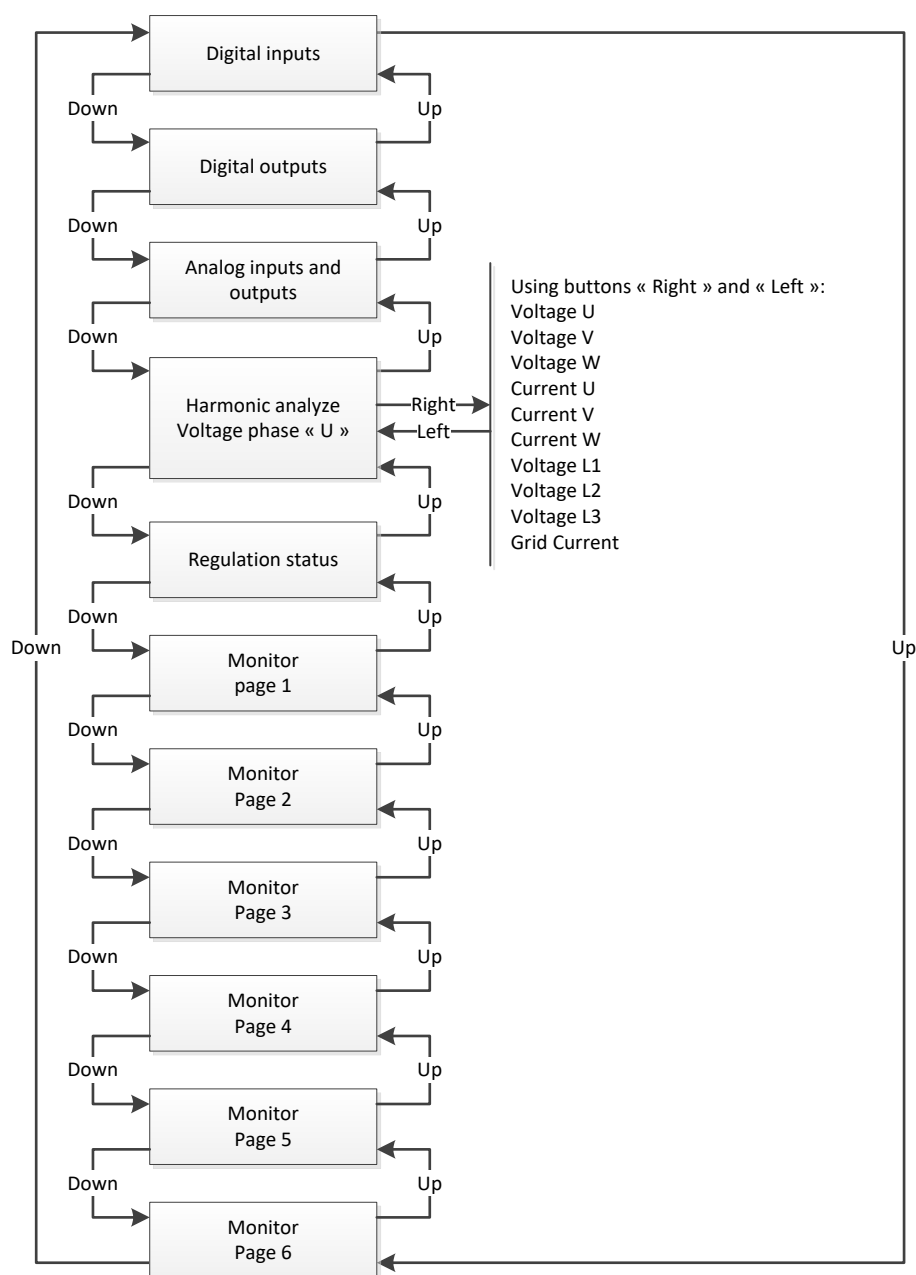 Digital inputs
Down
Up
Digital outputs
Down
Up
Analog inputs and
outputs
Down
Up
Harmonic analyze
Voltage phase « U »
Right
Left
Using buttons « Right » and « Left »:
Voltage U
Voltage V
Voltage W
Current U
Current V
Current W
Voltage L1
Voltage L2
Voltage L3
Grid Current
Down
Up
Regulation status
Down
Up
Down
Up
Monitor
page 1
Down
Up
Monitor
Page 2
Down
Up
Monitor
Page 3
Down
Up
Monitor
Page 4
Down
Up
Monitor
Page 5
Down
Up
Monitor
Page 6